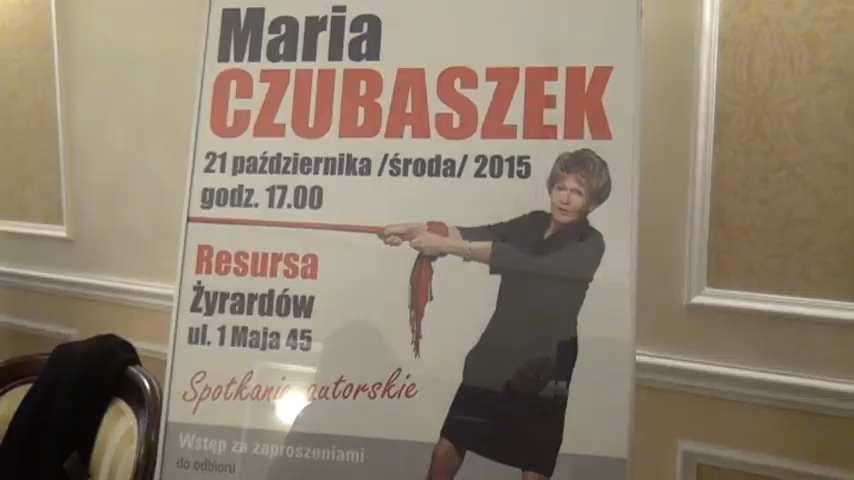 Maria
CZUBASZEK
21 października /środa/ 2015
godz. 17.00
Resursa
Żyrardów
ul. 1 Maja 45
Spotkanie autorskie
Wstęp za zaproszeniami
do odbioru